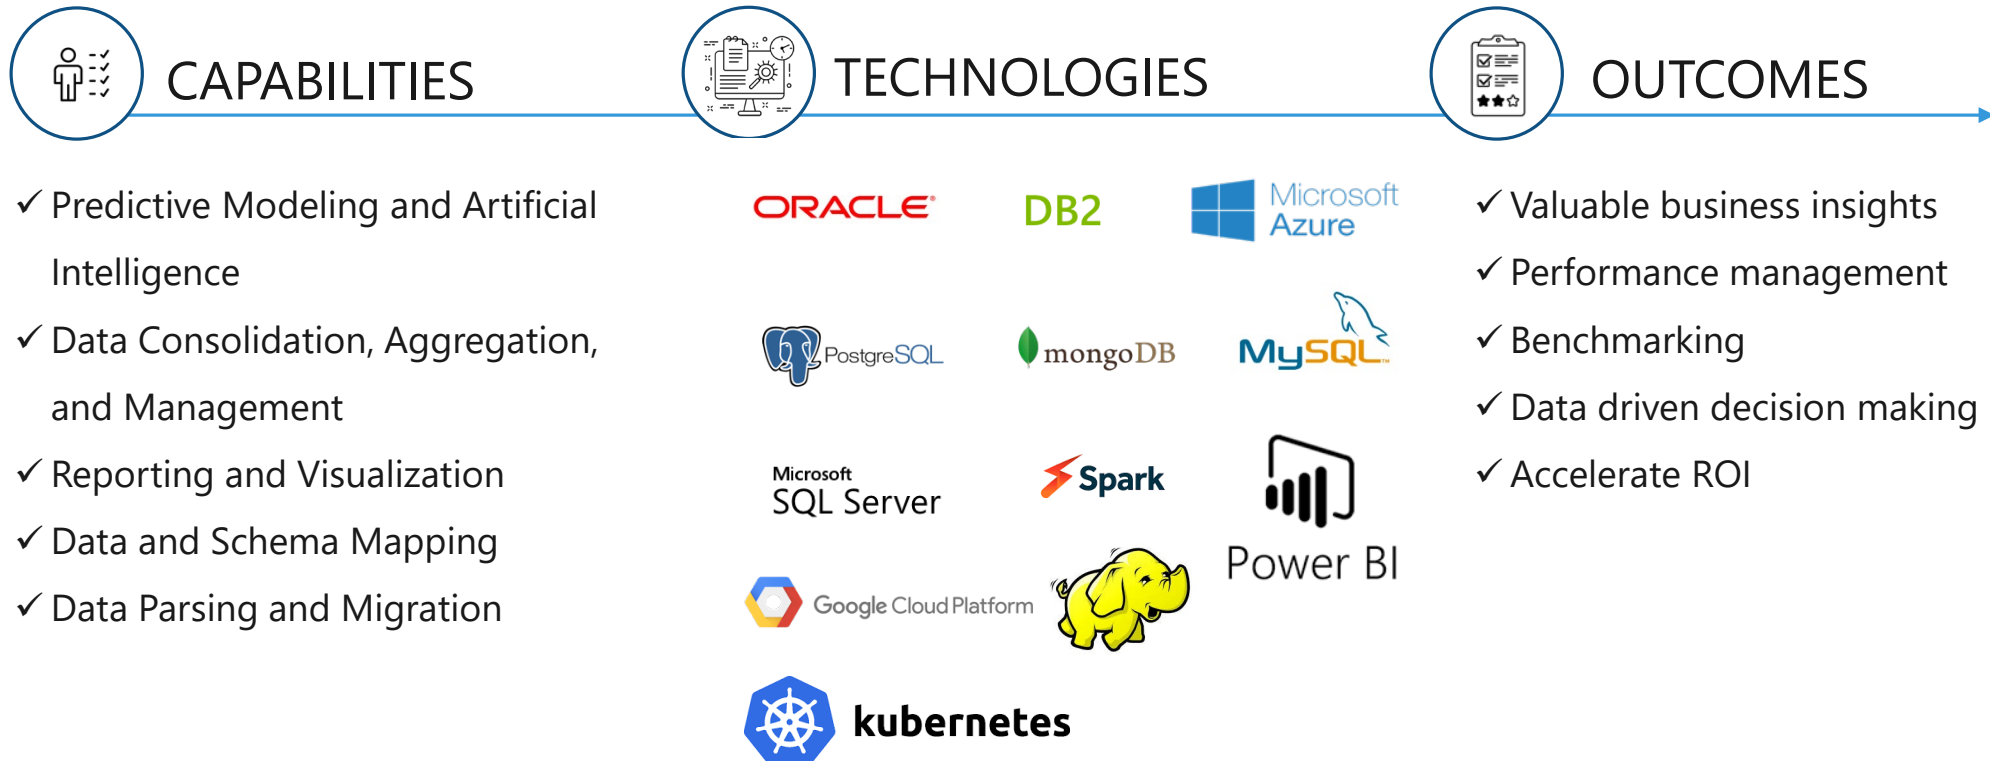 CAPABILITIES
✓ Predictive Modeling and Artificial
Intelligence
✓ Data Consolidation, Aggregation,
and Management
✓ Reporting and Visualization
✓ Data and Schema Mapping
✓ Data Parsing and Migration
TECHNOLOGIES
ORACLE®
DB2
Microsoft
Azure
PostgreSQL
mongoDB
MySQL™
Microsoft
SQL Server
Spark
Power BI
Google Cloud Platform
kubernetes
OUTCOMES
✓ Valuable business insights
✓ Performance management
✓ Benchmarking
✓ Data driven decision making
✓ Accelerate ROI